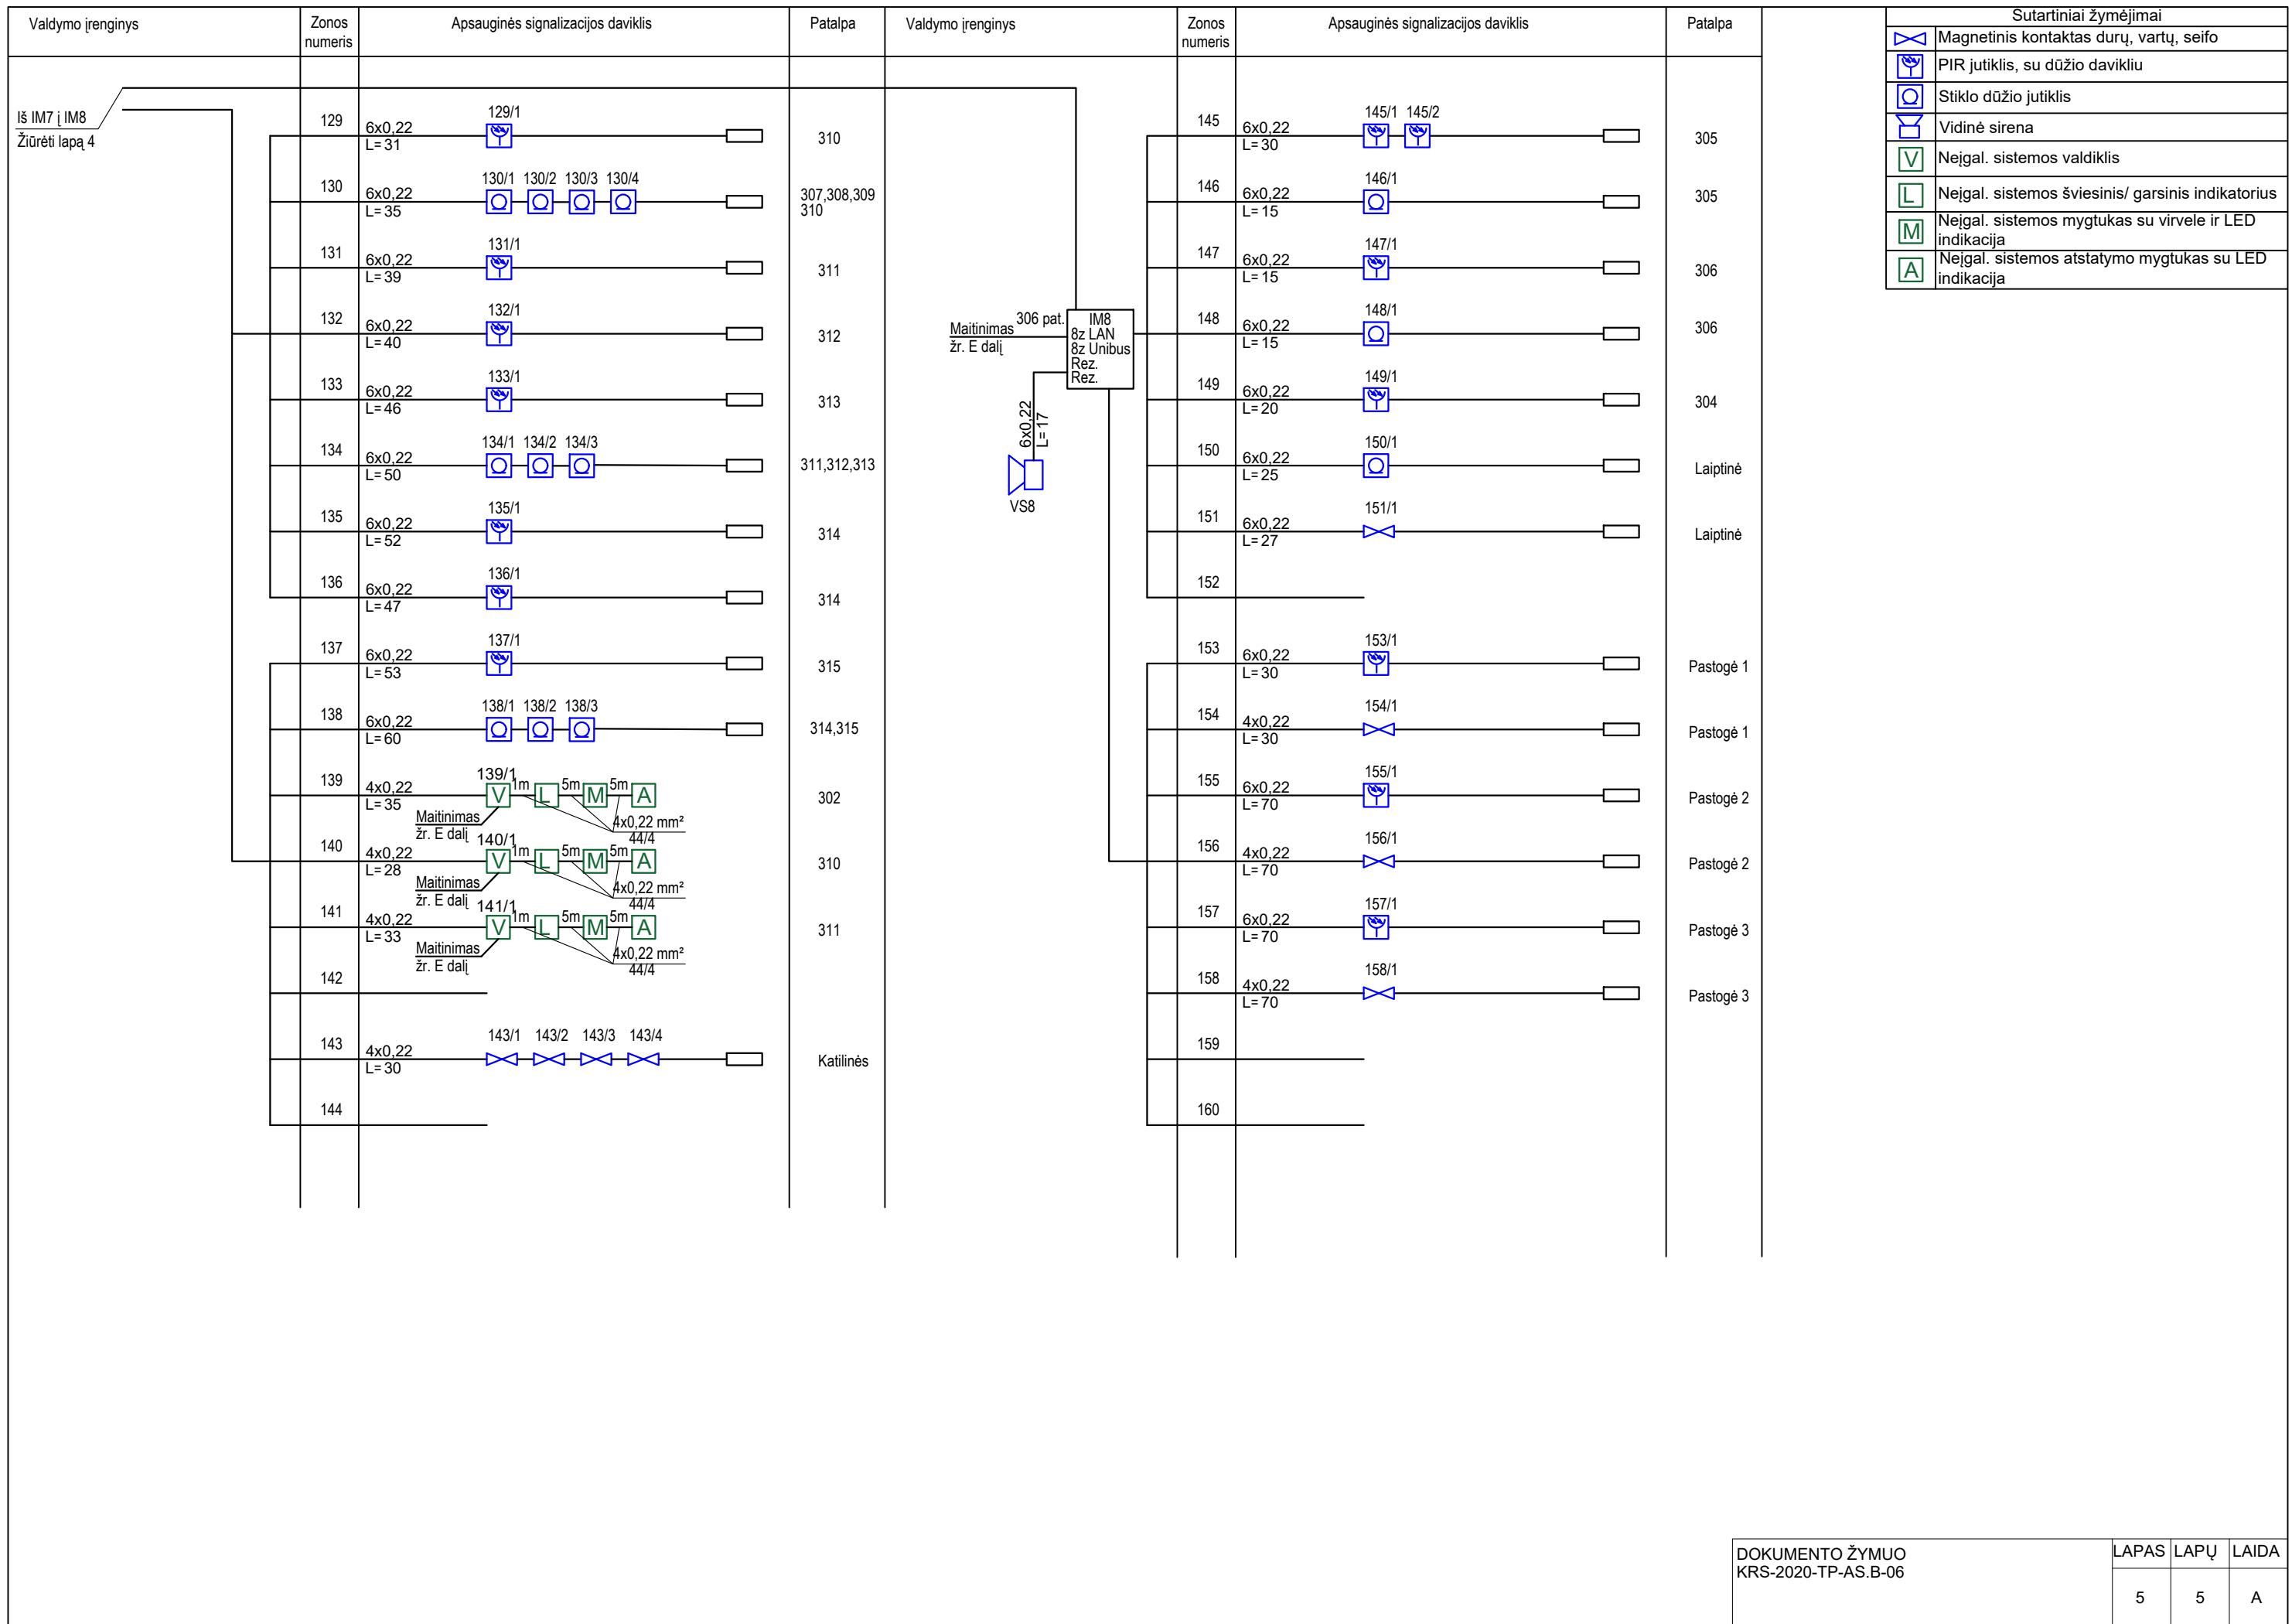 Valdymo įrenginys
Zonos
numeris
Apsauginės signalizacijos daviklis
Patalpa
Valdymo įrenginys
Zonos
numeris
Apsauginės signalizacijos daviklis
Patalpa
Iš IM7 į IM8
Žiūrėti lapą 4
129
6x0,22
L=31
129/1
310
130
6x0,22
L=35
130/1 130/2 130/3 130/4
307,308,309
310
131
6x0,22
L=39
131/1
311
132
6x0,22
L=40
132/1
312
133
6x0,22
L=46
133/1
313
134
6x0,22
L=50
134/1 134/2 134/3
311,312,313
135
6x0,22
L=52
135/1
314
136
6x0,22
L=47
136/1
314
137
6x0,22
L=53
137/1
315
138
6x0,22
L=60
138/1 138/2 138/3
314,315
139
4x0,22
L=35
139/1
V 1m L 5m M 5m A
Maitinimas
žr. E dalį
4x0,22 mm²
44/4
302
140
4x0,22
L=28
140/1
V 1m L 5m M 5m A
Maitinimas
žr. E dalį
4x0,22 mm²
44/4
310
141
4x0,22
L=33
141/1
V 1m L 5m M 5m A
Maitinimas
žr. E dalį
4x0,22 mm²
44/4
311
142
143
4x0,22
L=30
143/1 143/2 143/3 143/4
Katilinės
144
306 pat.
Maitinimas
žr. E dalį
IM8
8z LAN
8z Unibus
Rez.
Rez.
6x0,22
L=17
VS8
145
6x0,22
L=30
145/1 145/2
305
146
6x0,22
L=15
146/1
305
147
6x0,22
L=15
147/1
306
148
6x0,22
L=15
148/1
306
149
6x0,22
L=20
149/1
304
150
6x0,22
L=25
150/1
Laiptinė
151
6x0,22
L=27
151/1
Laiptinė
152
153
6x0,22
L=30
153/1
Pastogė 1
154
4x0,22
L=30
154/1
Pastogė 1
155
6x0,22
L=70
155/1
Pastogė 2
156
4x0,22
L=70
156/1
Pastogė 2
157
6x0,22
L=70
157/1
Pastogė 3
158
4x0,22
L=70
158/1
Pastogė 3
159
160
Sutartiniai žymėjimai
Magnetinis kontaktas durų, vartų, seifo
PIR jutiklis, su dūžio davikliu
Stiklo dūžio jutiklis
Vidinė sirena
V Neįgal. sistemos valdiklis
L Neįgal. sistemos šviesinis/ garsinis indikatorius
M Neįgal. sistemos mygtukas su virvele ir LED
indikacija
A Neįgal. sistemos atstatymo mygtukas su LED
indikacija
DOKUMENTO ŽYMUO
KRS-2020-TP-AS.B-06
LAPAS LAPŲ LAIDA
5 5 A